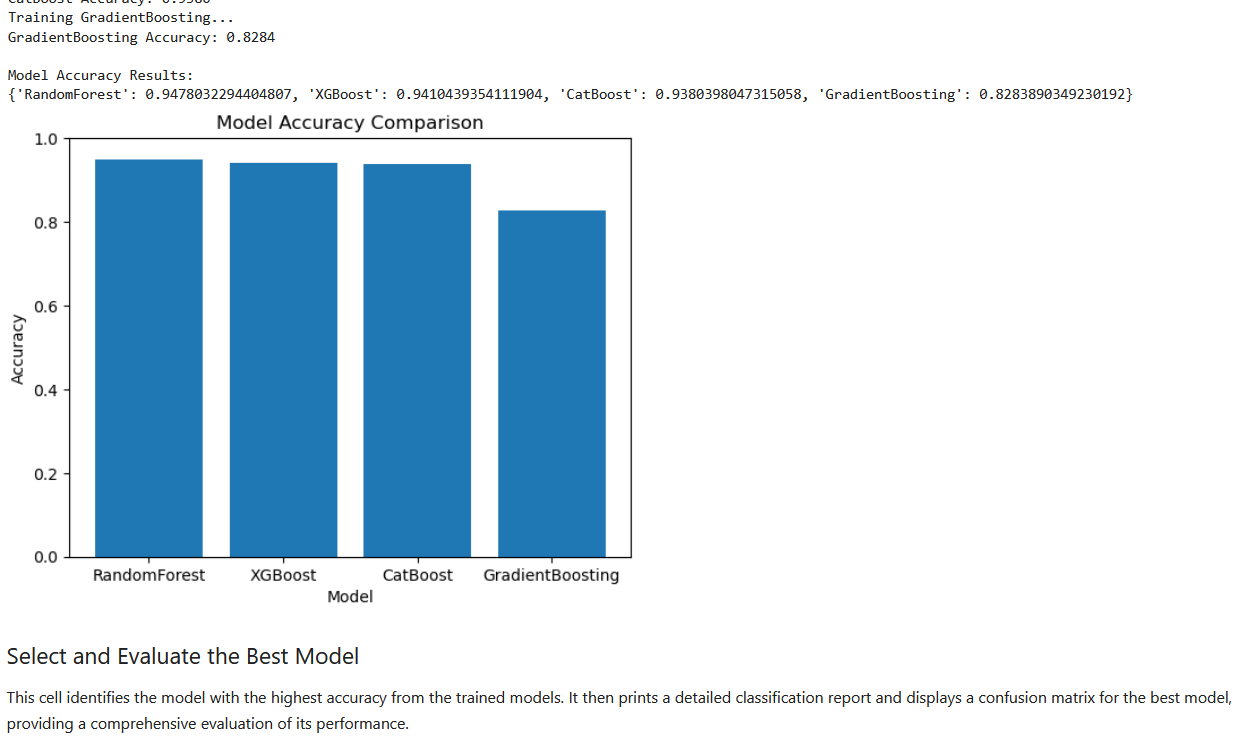 CatBoost Accuracy: 0.9380
Training GradientBoosting...
GradientBoosting Accuracy: 0.8284
Model Accuracy Results:
{'RandomForest': 0.9478032294404807, 'XGBoost': 0.9410439354111904, 'CatBoost': 0.9380398047315058, 'GradientBoosting': 0.8283890349230192}
Model Accuracy Comparison
1.0
0.8
0.6
0.4
0.2
0.0
Accuracy
RandomForest XGBoost CatBoost GradientBoosting
Model
Select and Evaluate the Best Model
This cell identifies the model with the highest accuracy from the trained models. It then prints a detailed classification report and displays a confusion matrix for the best model,
providing a comprehensive evaluation of its performance.